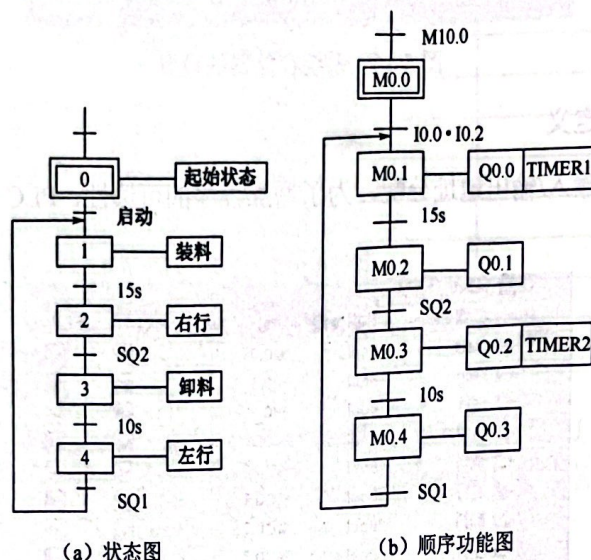 0
起始状态
启动
1
装料
15s
2
右行
SQ2
3
卸料
10s
4
左行
SQ1
(a) 状态图
M10.0
M0.0
I0.0•I0.2
M0.1
Q0.0
TIMER1
15s
M0.2
Q0.1
SQ2
M0.3
Q0.2
TIMER2
10s
M0.4
Q0.3
SQ1
(b) 顺序功能图